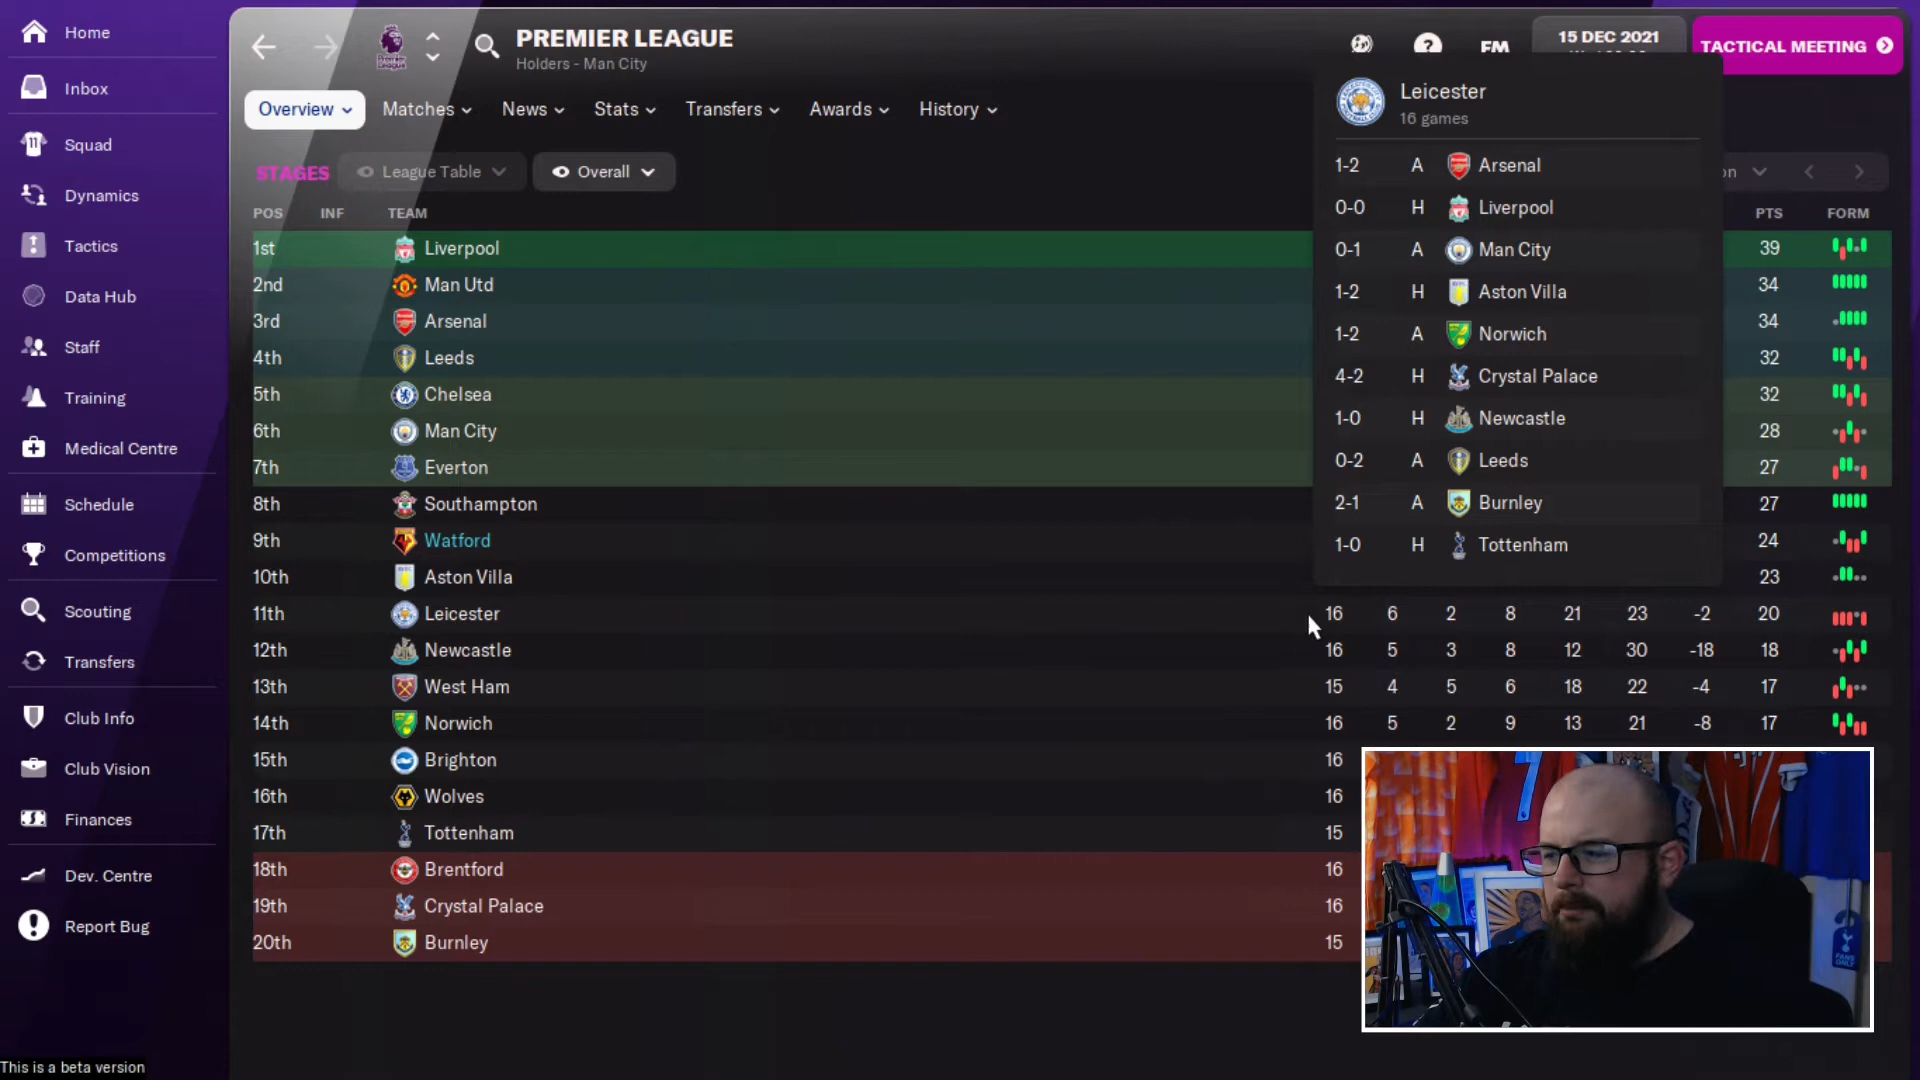 Home
Inbox
Squad
Dynamics
Tactics
Data Hub
Staff
Training
Medical Centre
Schedule
Competitions
Scouting
Transfers
Club Info
Club Vision
Finances
Dev. Centre
Report Bug
This is a beta version
PREMIER LEAGUE
Holders - Man City
? FM 15 DEC 2021 TACTICAL MEETING
Overview Matches News Stats Transfers Awards History
STAGES League Table Overall
POS INF TEAM PTS FORM
1st Liverpool 39
2nd Man Utd 34
3rd Arsenal 34
4th Leeds 32
5th Chelsea 32
6th Man City 28
7th Everton 27
8th Southampton 27
9th Watford 24
10th Aston Villa 23
11th Leicester 16 6 2 8 21 23 -2 20
12th Newcastle 16 5 3 8 12 30 -18 18
13th West Ham 15 4 5 6 18 22 -4 17
14th Norwich 16 5 2 9 13 21 -8 17
15th Brighton 16
16th Wolves 16
17th Tottenham 15
18th Brentford 16
19th Crystal Palace 16
20th Burnley 15
Leicester
16 games
1-2 A Arsenal
0-0 H Liverpool
0-1 A Man City
1-2 H Aston Villa
1-2 A Norwich
4-2 H Crystal Palace
1-0 H Newcastle
0-2 A Leeds
2-1 A Burnley
1-0 H Tottenham
7
FANS
ONLY